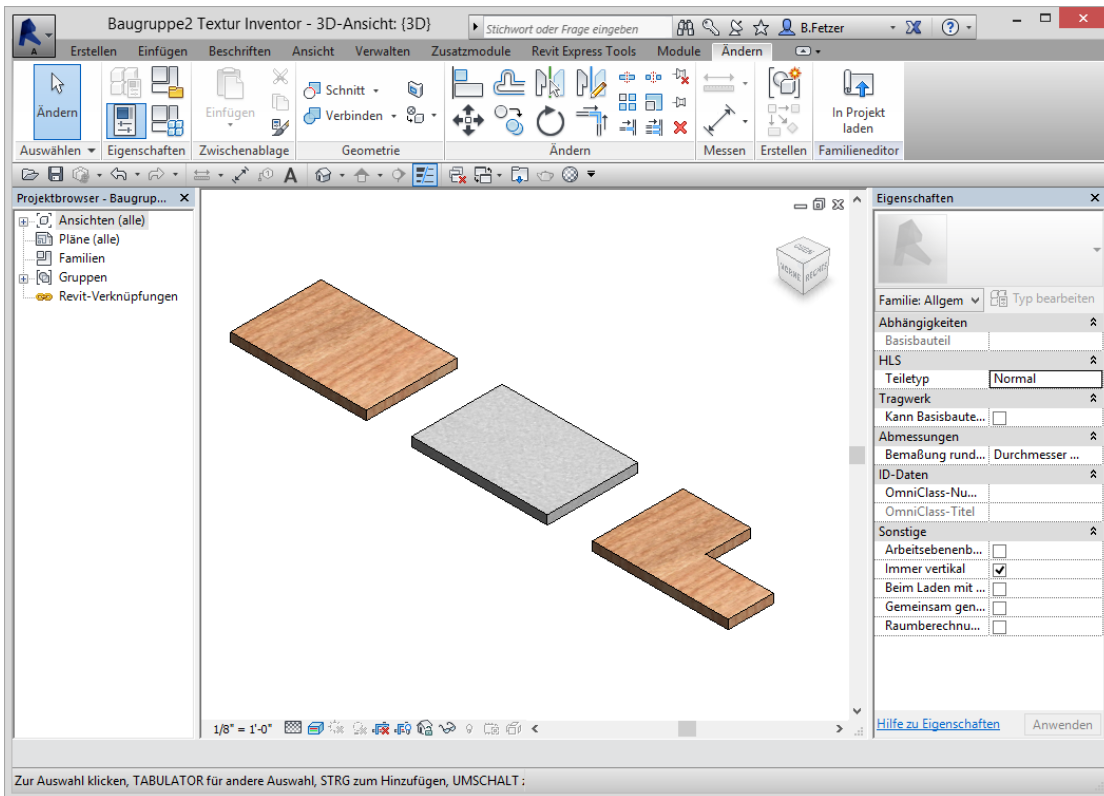 Baugruppe2 Textur Inventor - 3D-Ansicht: {3D}
Stichwort oder Frage eingeben
B.Fetzer
Erstellen Einfügen Beschriften Ansicht Verwalten Zusatzmodule Revit Express Tools Module Ändern
Ändern
Einfügen
Schnitt
Verbinden
In Projekt
laden
Auswählen Eigenschaften Zwischenablage Geometrie Ändern Messen Erstellen Familieneditor
Projektbrowser - Baugrup...
Ansichten (alle)
Pläne (alle)
Familien
Gruppen
Revit-Verknüpfungen
VORNE RECHTS
1/8" = 1'-0"
Eigenschaften
Familie: Allgem
Typ bearbeiten
Abhängigkeiten
Basisbauteil
HLS
Teiletyp Normal
Tragwerk
Kann Basisbaute...
Abmessungen
Bemaßung rund... Durchmesser ...
ID-Daten
OmniClass-Nu...
OmniClass-Titel
Sonstige
Arbeitsebenenb...
Immer vertikal
Beim Laden mit ...
Gemeinsam gen...
Raumberechnu...
Hilfe zu Eigenschaften
Anwenden
Zur Auswahl klicken, TABULATOR für andere Auswahl, STRG zum Hinzufügen, UMSCHALT :